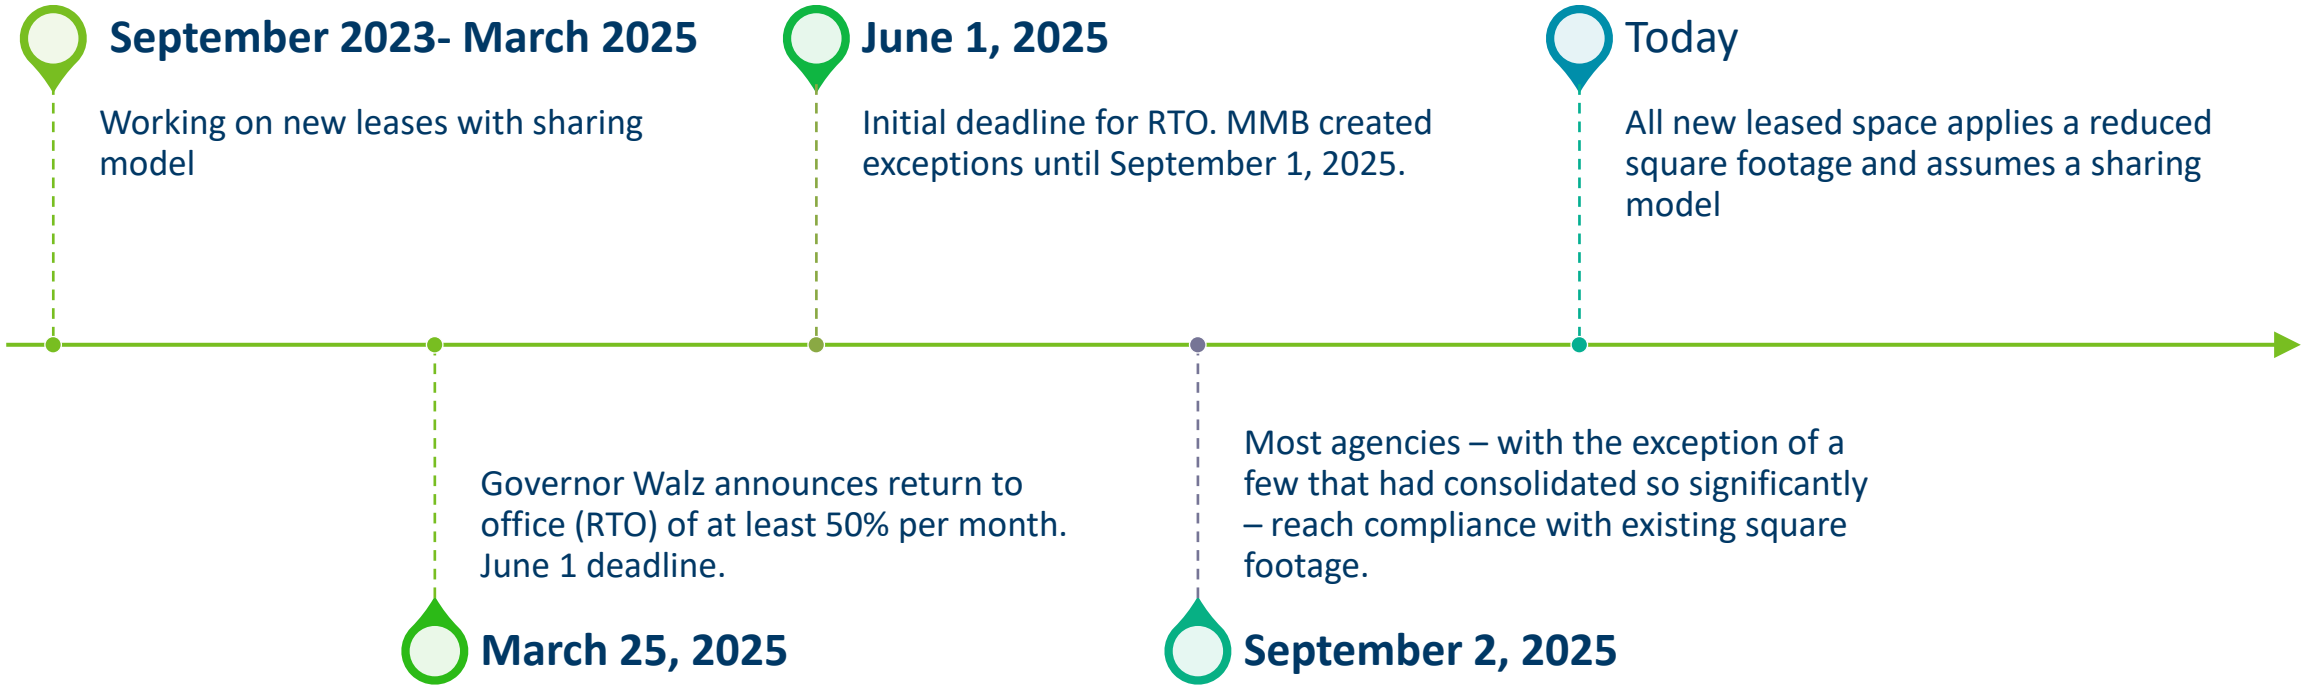 September 2023- March 2025
Working on new leases with sharing
model
Governor Walz announces return to
office (RTO) of at least 50% per month.
June 1 deadline.
March 25, 2025
June 1, 2025
Initial deadline for RTO. MMB created
exceptions until September 1, 2025.
Most agencies – with the exception of a
few that had consolidated so significantly
– reach compliance with existing square
footage.
September 2, 2025
Today
All new leased space applies a reduced
square footage and assumes a sharing
model